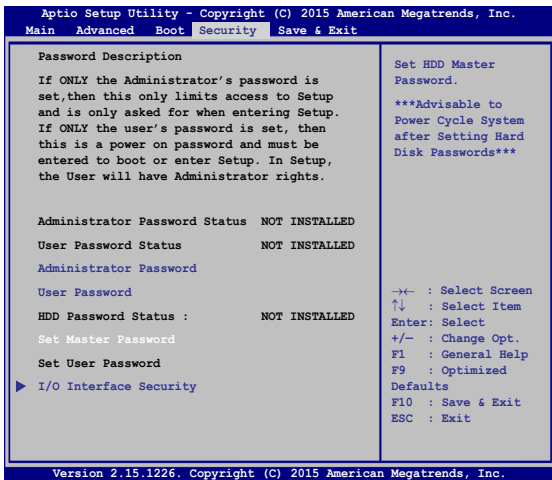 Aptio Setup Utility - Copyright (C) 2015 American Megatrends, Inc.
Main Advanced Boot Security Save & Exit
Password Description
If ONLY the Administrator's password is
set,then this only limits access to Setup
and is only asked for when entering Setup.
If ONLY the user's password is set, then
this is a power on password and must be
entered to boot or enter Setup. In Setup,
the User will have Administrator rights.
Administrator Password Status NOT INSTALLED
User Password Status NOT INSTALLED
Administrator Password
User Password
HDD Password Status : NOT INSTALLED
Set Master Password
Set User Password
I/O Interface Security
Set HDD Master
Password.
***Advisable to
Power Cycle System
after Setting Hard
Disk Passwords***
→← : Select Screen
↑↓ : Select Item
Enter: Select
+/− : Change Opt.
F1 : General Help
F9 : Optimized
Defaults
F10 : Save & Exit
ESC : Exit
Version 2.15.1226. Copyright (C) 2015 American Megatrends, Inc.